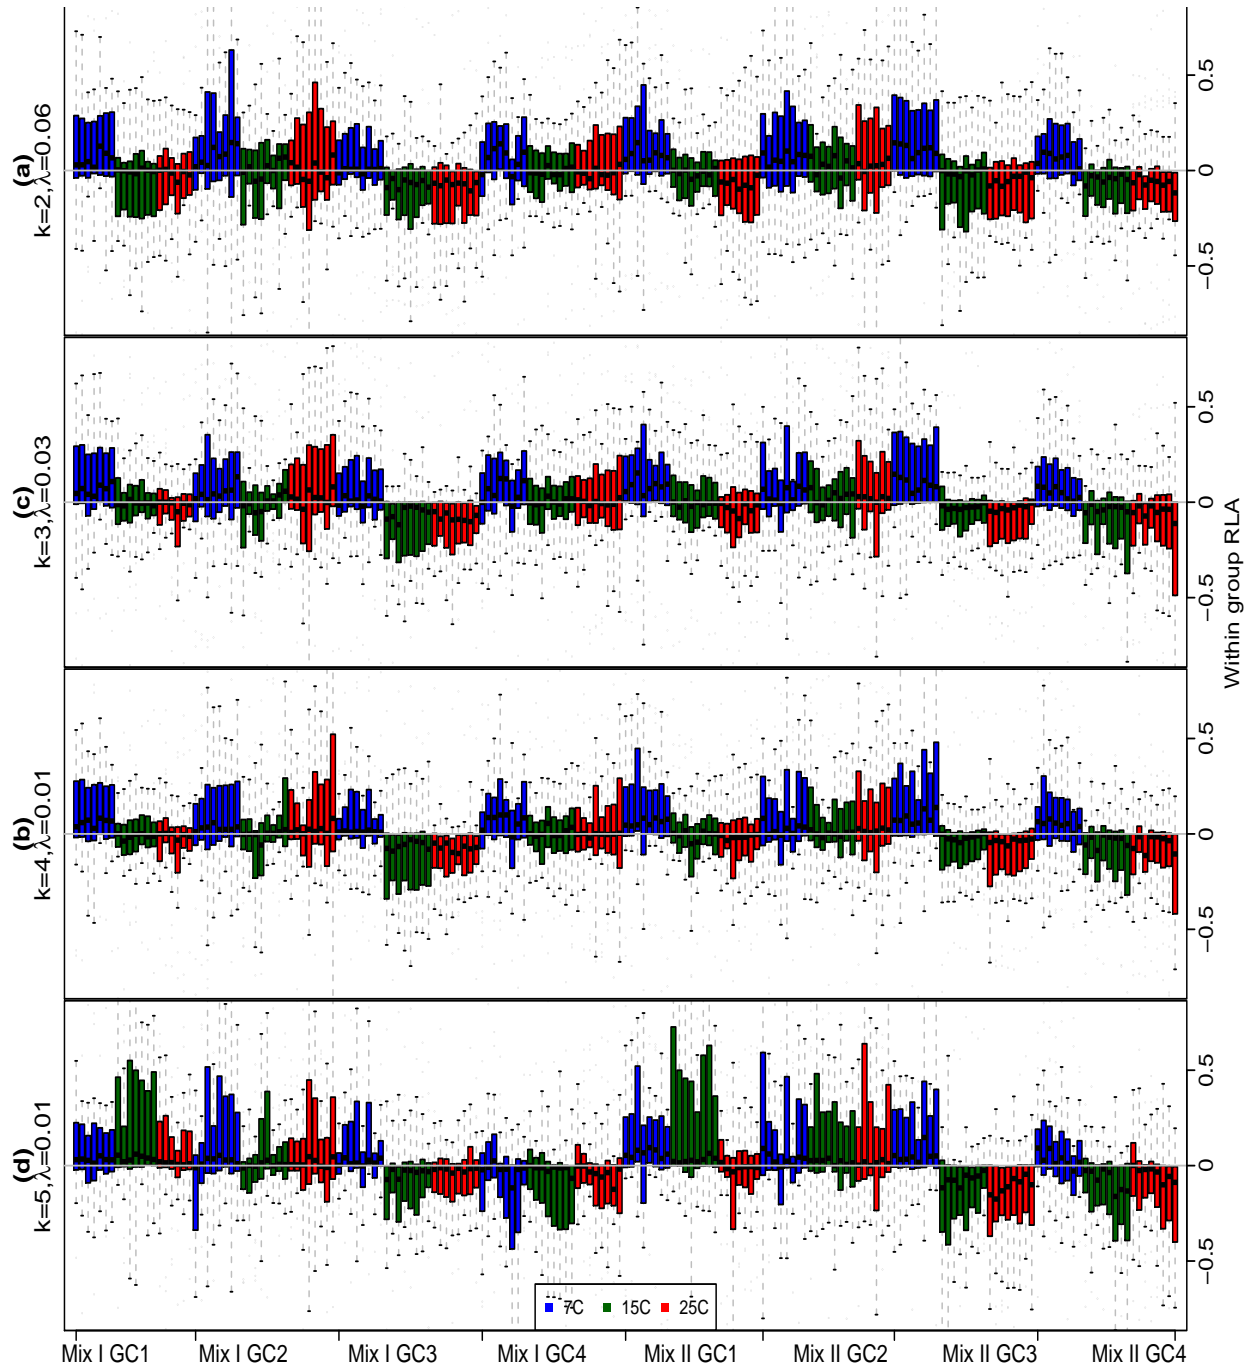 (a)
k=2,λ=0.06
0.5
0
−0.5
(c)
k=3,λ=0.03
0.5
0
−0.5
Within group RLA
(b)
k=4,λ=0.01
0.5
0
−0.5
(d)
k=5,λ=0.01
0.5
0
−0.5
7C 15C 25C
Mix I GC1 Mix I GC2 Mix I GC3 Mix I GC4 Mix II GC1 Mix II GC2 Mix II GC3 Mix II GC4